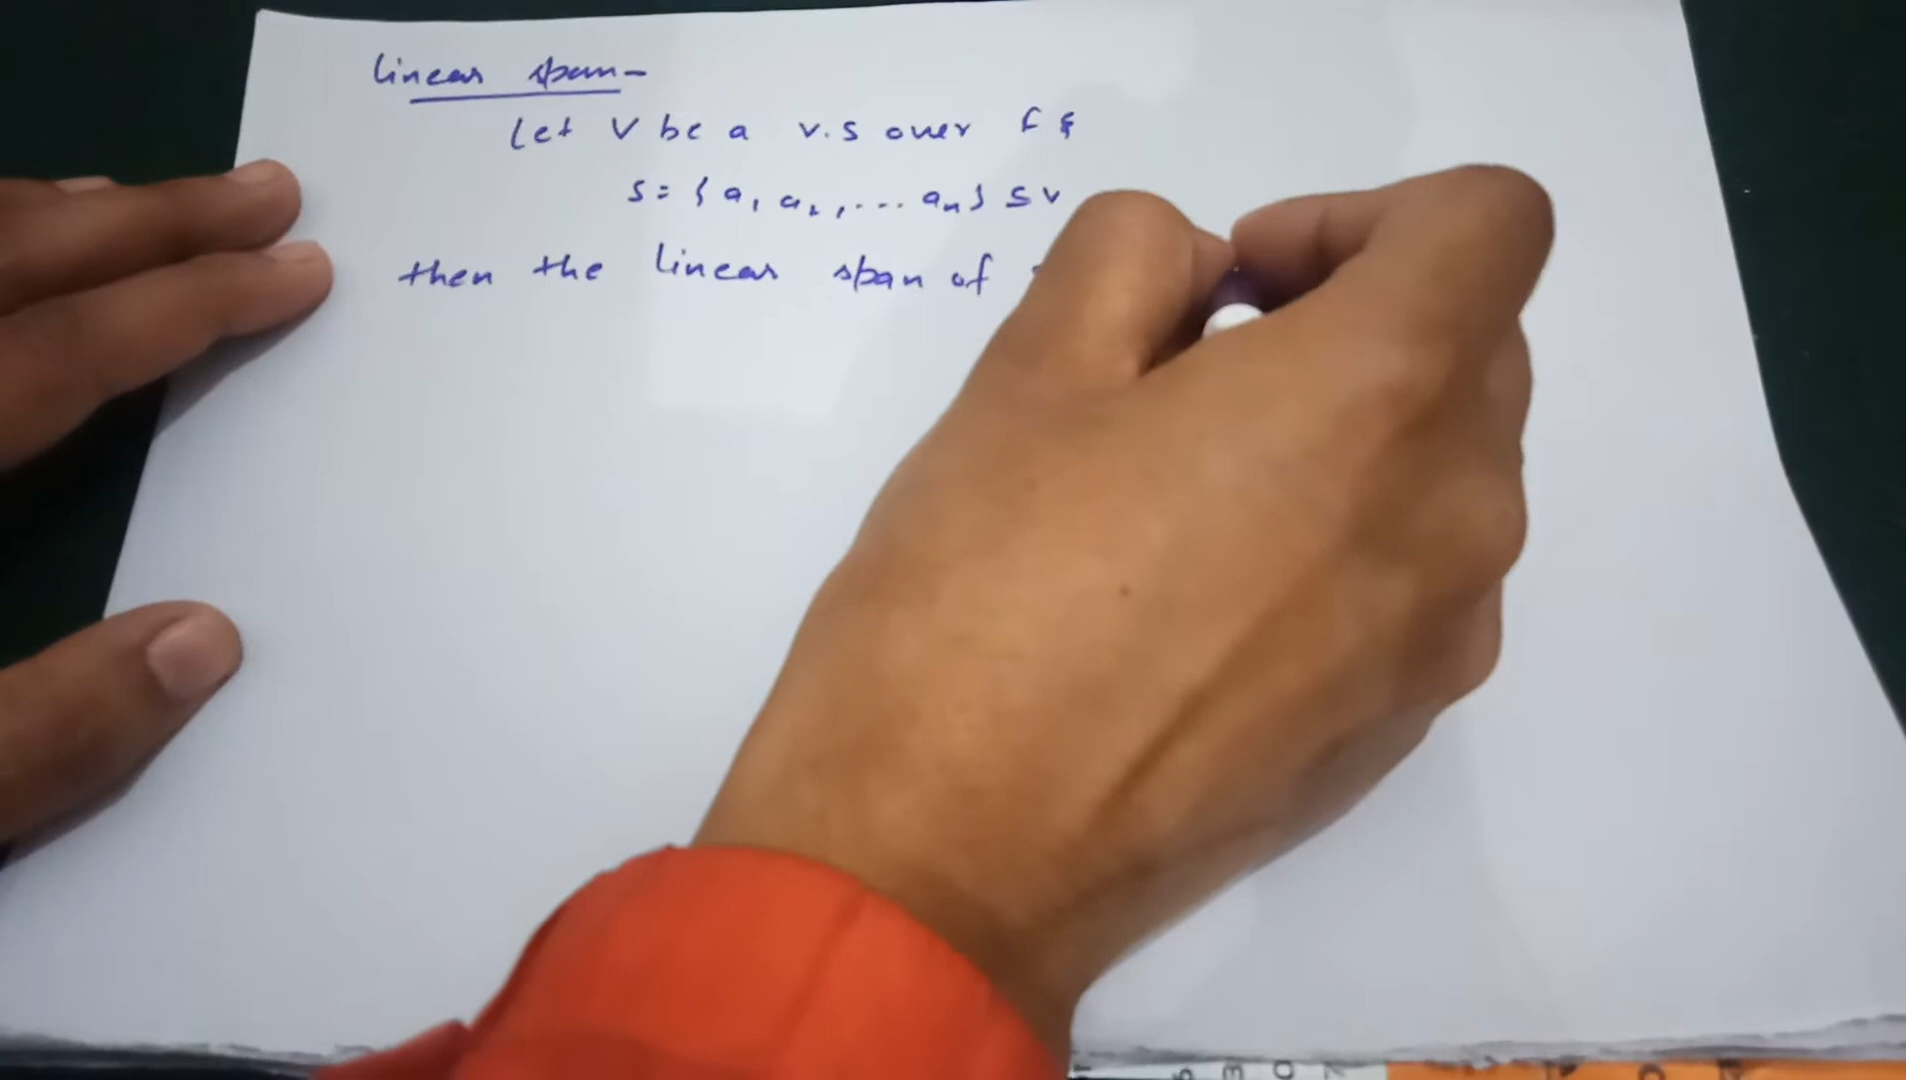 linear span-
Let V be a v.s over F &
S = { a1 a2, ... an } ⊆ V
then the linear span of